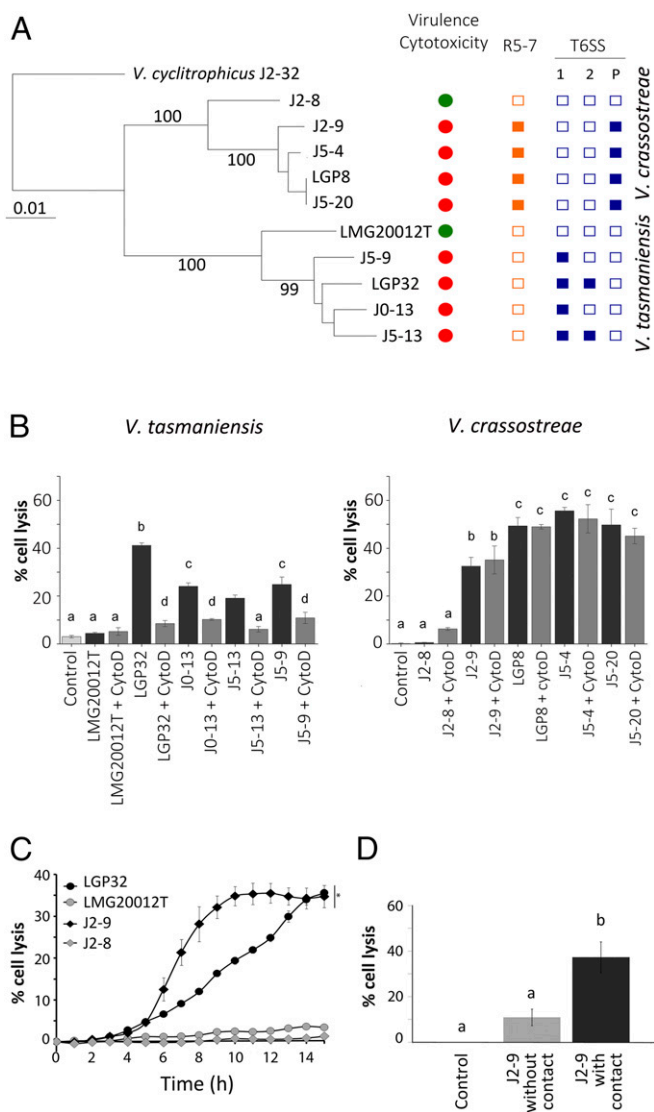 A
Virulence
Cytotoxicity
R5-7
T6SS
1 2 P
V. cyclitrophicus J2-32
J2-8
100
J2-9
100
J5-4
LGP8
J5-20
0.01
LMG20012T
100
J5-9
99
LGP32
J0-13
J5-13
V. crassostreae
V. tasmaniensis
B
V. tasmaniensis
% cell lysis
60
40
20
0
a a a b d c d a c d
Control
LMG20012T
LMG20012T + CytoD
LGP32
LGP32 + CytoD
J0-13
J0-13 + CytoD
J5-13
J5-13 + CytoD
J5-9
J5-9 + CytoD
V. crassostreae
% cell lysis
60
40
20
0
a a a b b c c c c c c
Control
J2-8
J2-8 + CytoD
J2-9
J2-9 + CytoD
LGP8
LGP8 + CytoD
J5-4
J5-4 + CytoD
J5-20
J5-20 + CytoD
C
LGP32
LMG20012T
J2-9
J2-8
% cell lysis
40
30
20
10
0
*
0 2 4 6 8 10 12 14
Time (h)
D
% cell lysis
60
40
20
0
a a b
Control
J2-9
without
contact
J2-9
with
contact